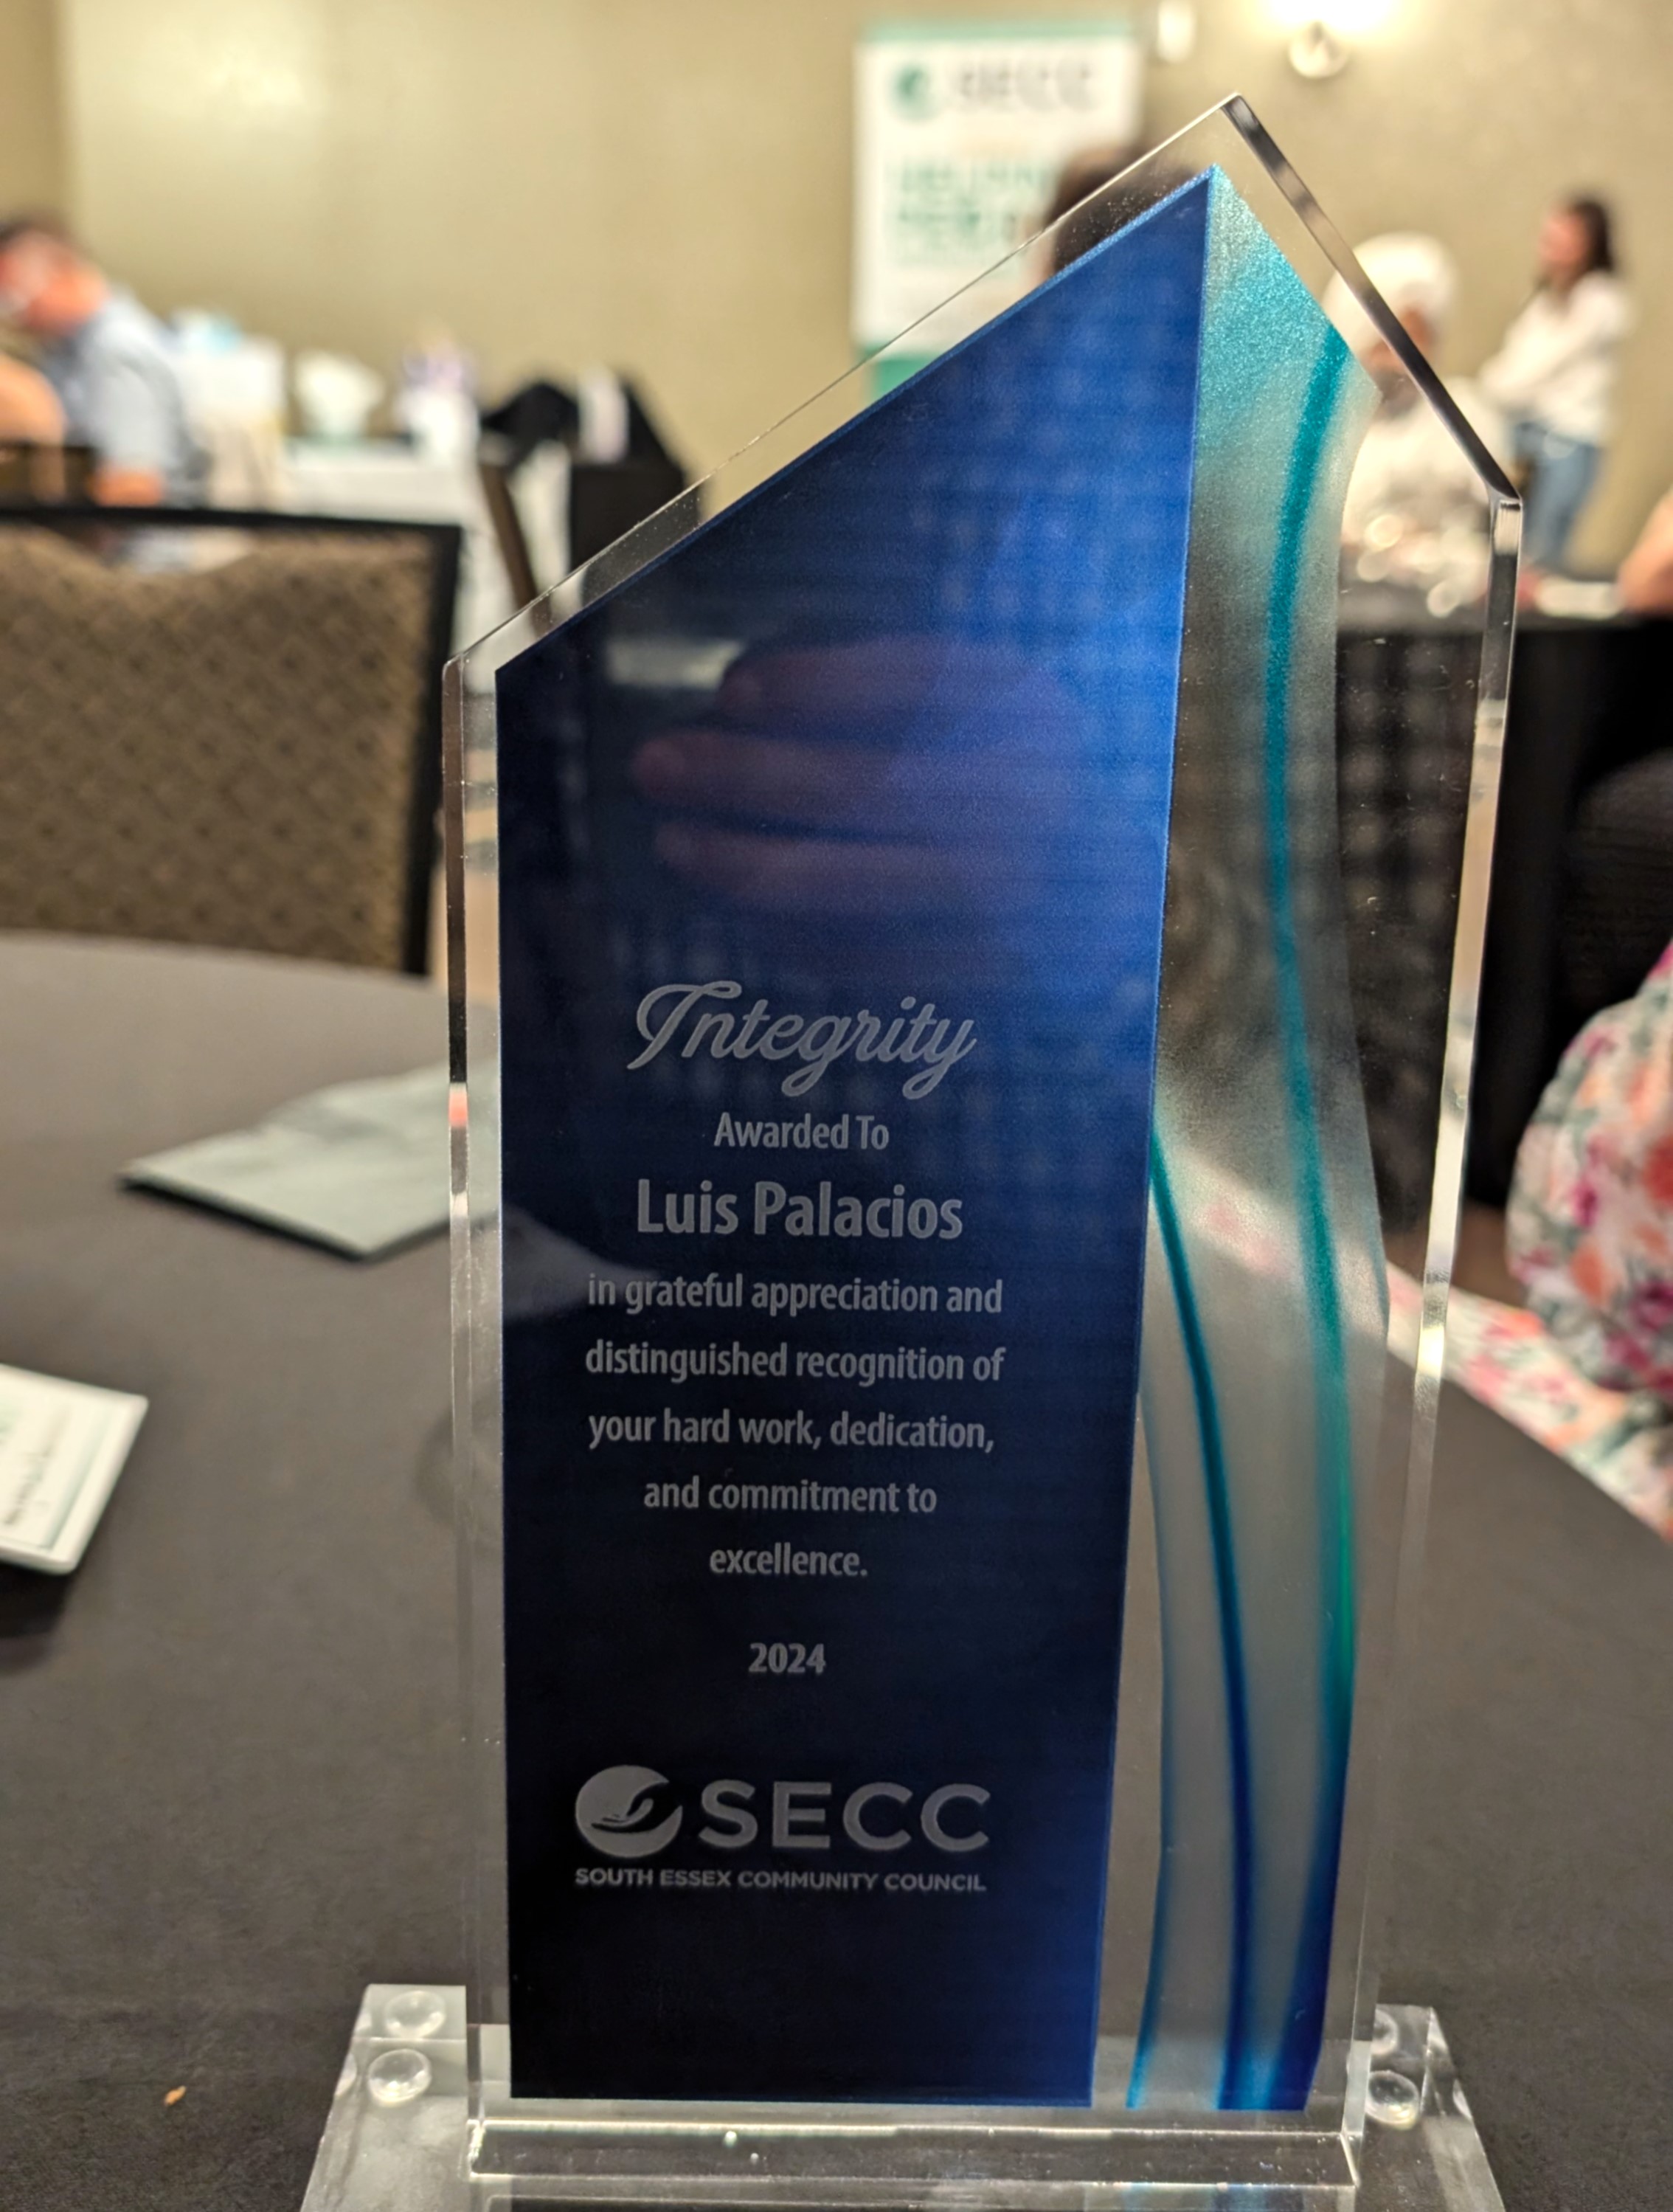 SECC
Integrity
Awarded To
Luis Palacios
in grateful appreciation and
distinguished recognition of
your hard work, dedication,
and commitment to
excellence.
2024
SECC
SOUTH ESSEX COMMUNITY COUNCIL